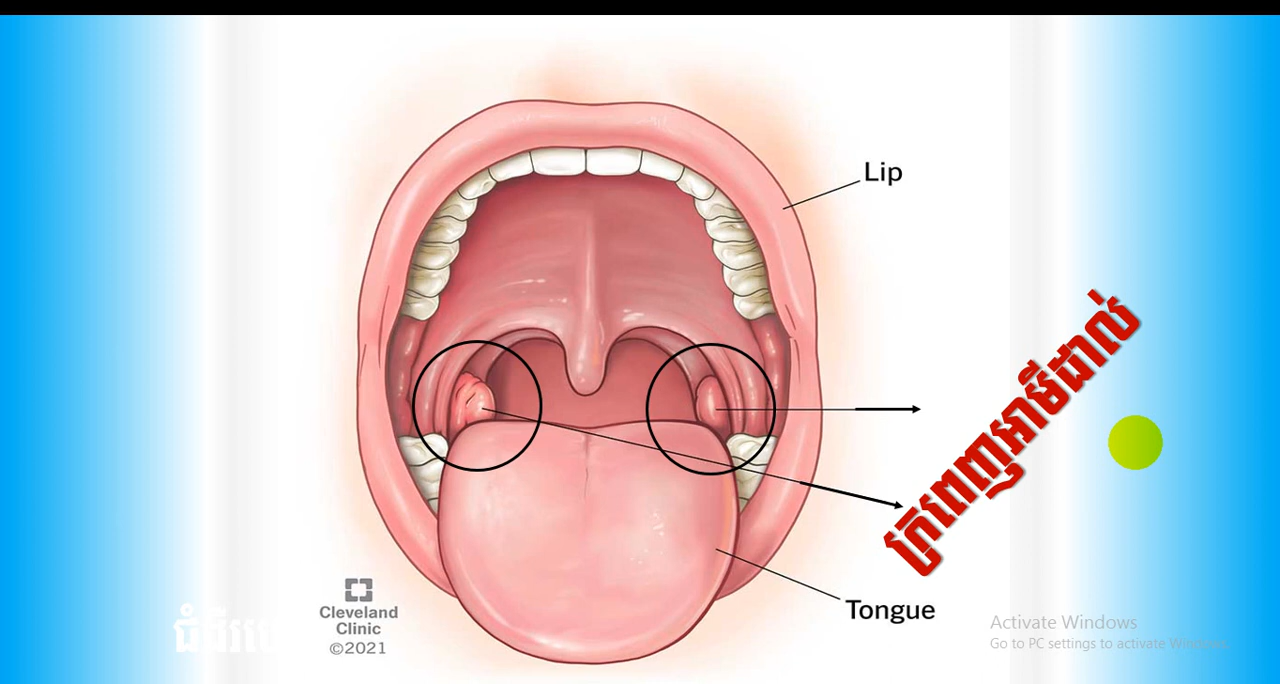 Lip
ក្រពេញអាមីដាល់
Tongue
Cleveland
Clinic
©2021
Activate Windows
Go to PC settings to activate Windows.